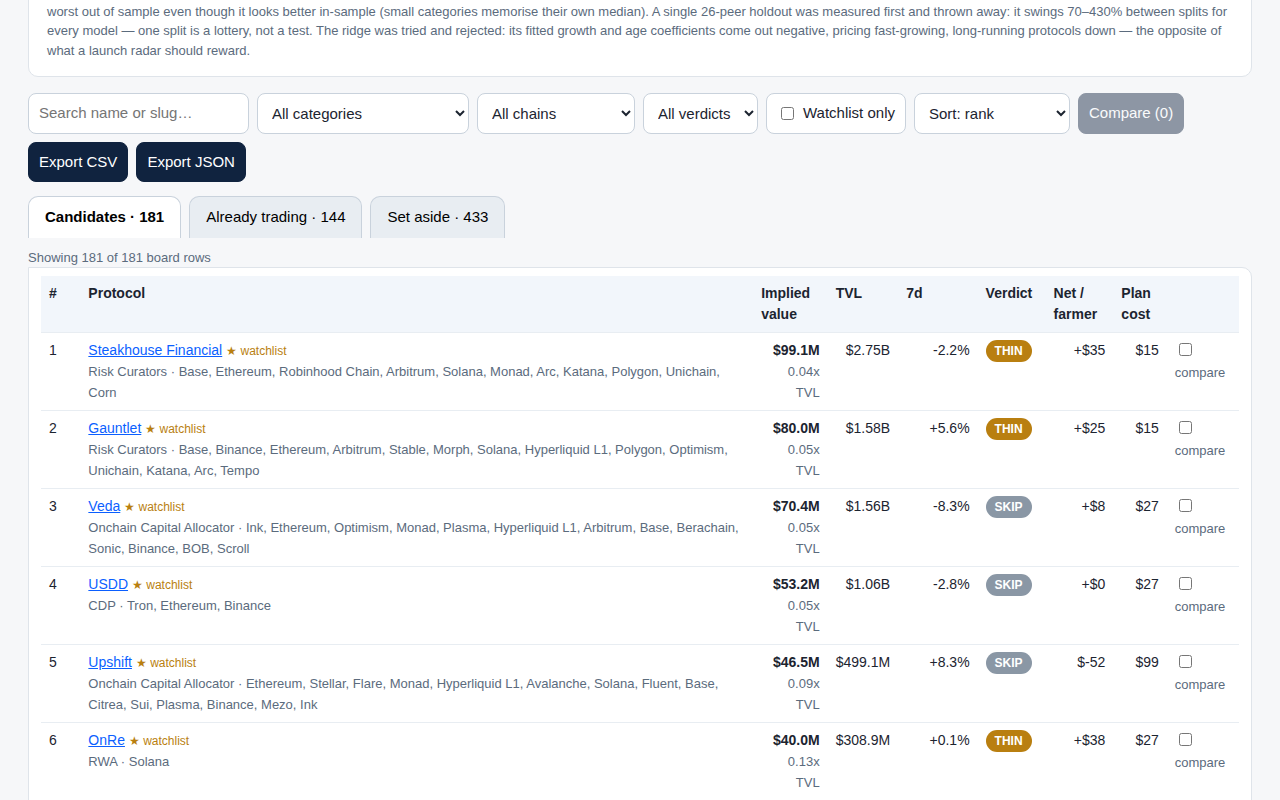 worst out of sample even though it looks better in-sample (small categories memorise their own median). A single 26-peer holdout was measured first and thrown away: it swings 70–430% between splits for
every model — one split is a lottery, not a test. The ridge was tried and rejected: its fitted growth and age coefficients come out negative, pricing fast-growing, long-running protocols down — the opposite of
what a launch radar should reward.
Search name or slug… All categories All chains All verdicts Watchlist only Sort: rank Compare (0)
Export CSV Export JSON
Candidates · 181 Already trading · 144 Set aside · 433
Showing 181 of 181 board rows
# Protocol Implied value TVL 7d Verdict Net / farmer Plan cost
1 Steakhouse Financial ★ watchlist $99.1M $2.75B -2.2% THIN +$35 $15
Risk Curators · Base, Ethereum, Robinhood Chain, Arbitrum, Solana, Monad, Arc, Katana, Polygon, Unichain, 0.04x compare
Corn TVL
2 Gauntlet ★ watchlist $80.0M $1.58B +5.6% THIN +$25 $15
Risk Curators · Base, Binance, Ethereum, Arbitrum, Stable, Morph, Solana, Hyperliquid L1, Polygon, Optimism, 0.05x compare
Unichain, Katana, Arc, Tempo TVL
3 Veda ★ watchlist $70.4M $1.56B -8.3% SKIP +$8 $27
Onchain Capital Allocator · Ink, Ethereum, Optimism, Monad, Plasma, Hyperliquid L1, Arbitrum, Base, Berachain, 0.05x compare
Sonic, Binance, BOB, Scroll TVL
4 USDD ★ watchlist $53.2M $1.06B -2.8% SKIP +$0 $27
CDP · Tron, Ethereum, Binance 0.05x compare
TVL
5 Upshift ★ watchlist $46.5M $499.1M +8.3% SKIP $-52 $99
Onchain Capital Allocator · Ethereum, Stellar, Flare, Monad, Hyperliquid L1, Avalanche, Solana, Fluent, Base, 0.09x compare
Citrea, Sui, Plasma, Binance, Mezo, Ink TVL
6 OnRe ★ watchlist $40.0M $308.9M +0.1% THIN +$38 $27
RWA · Solana 0.13x compare
TVL